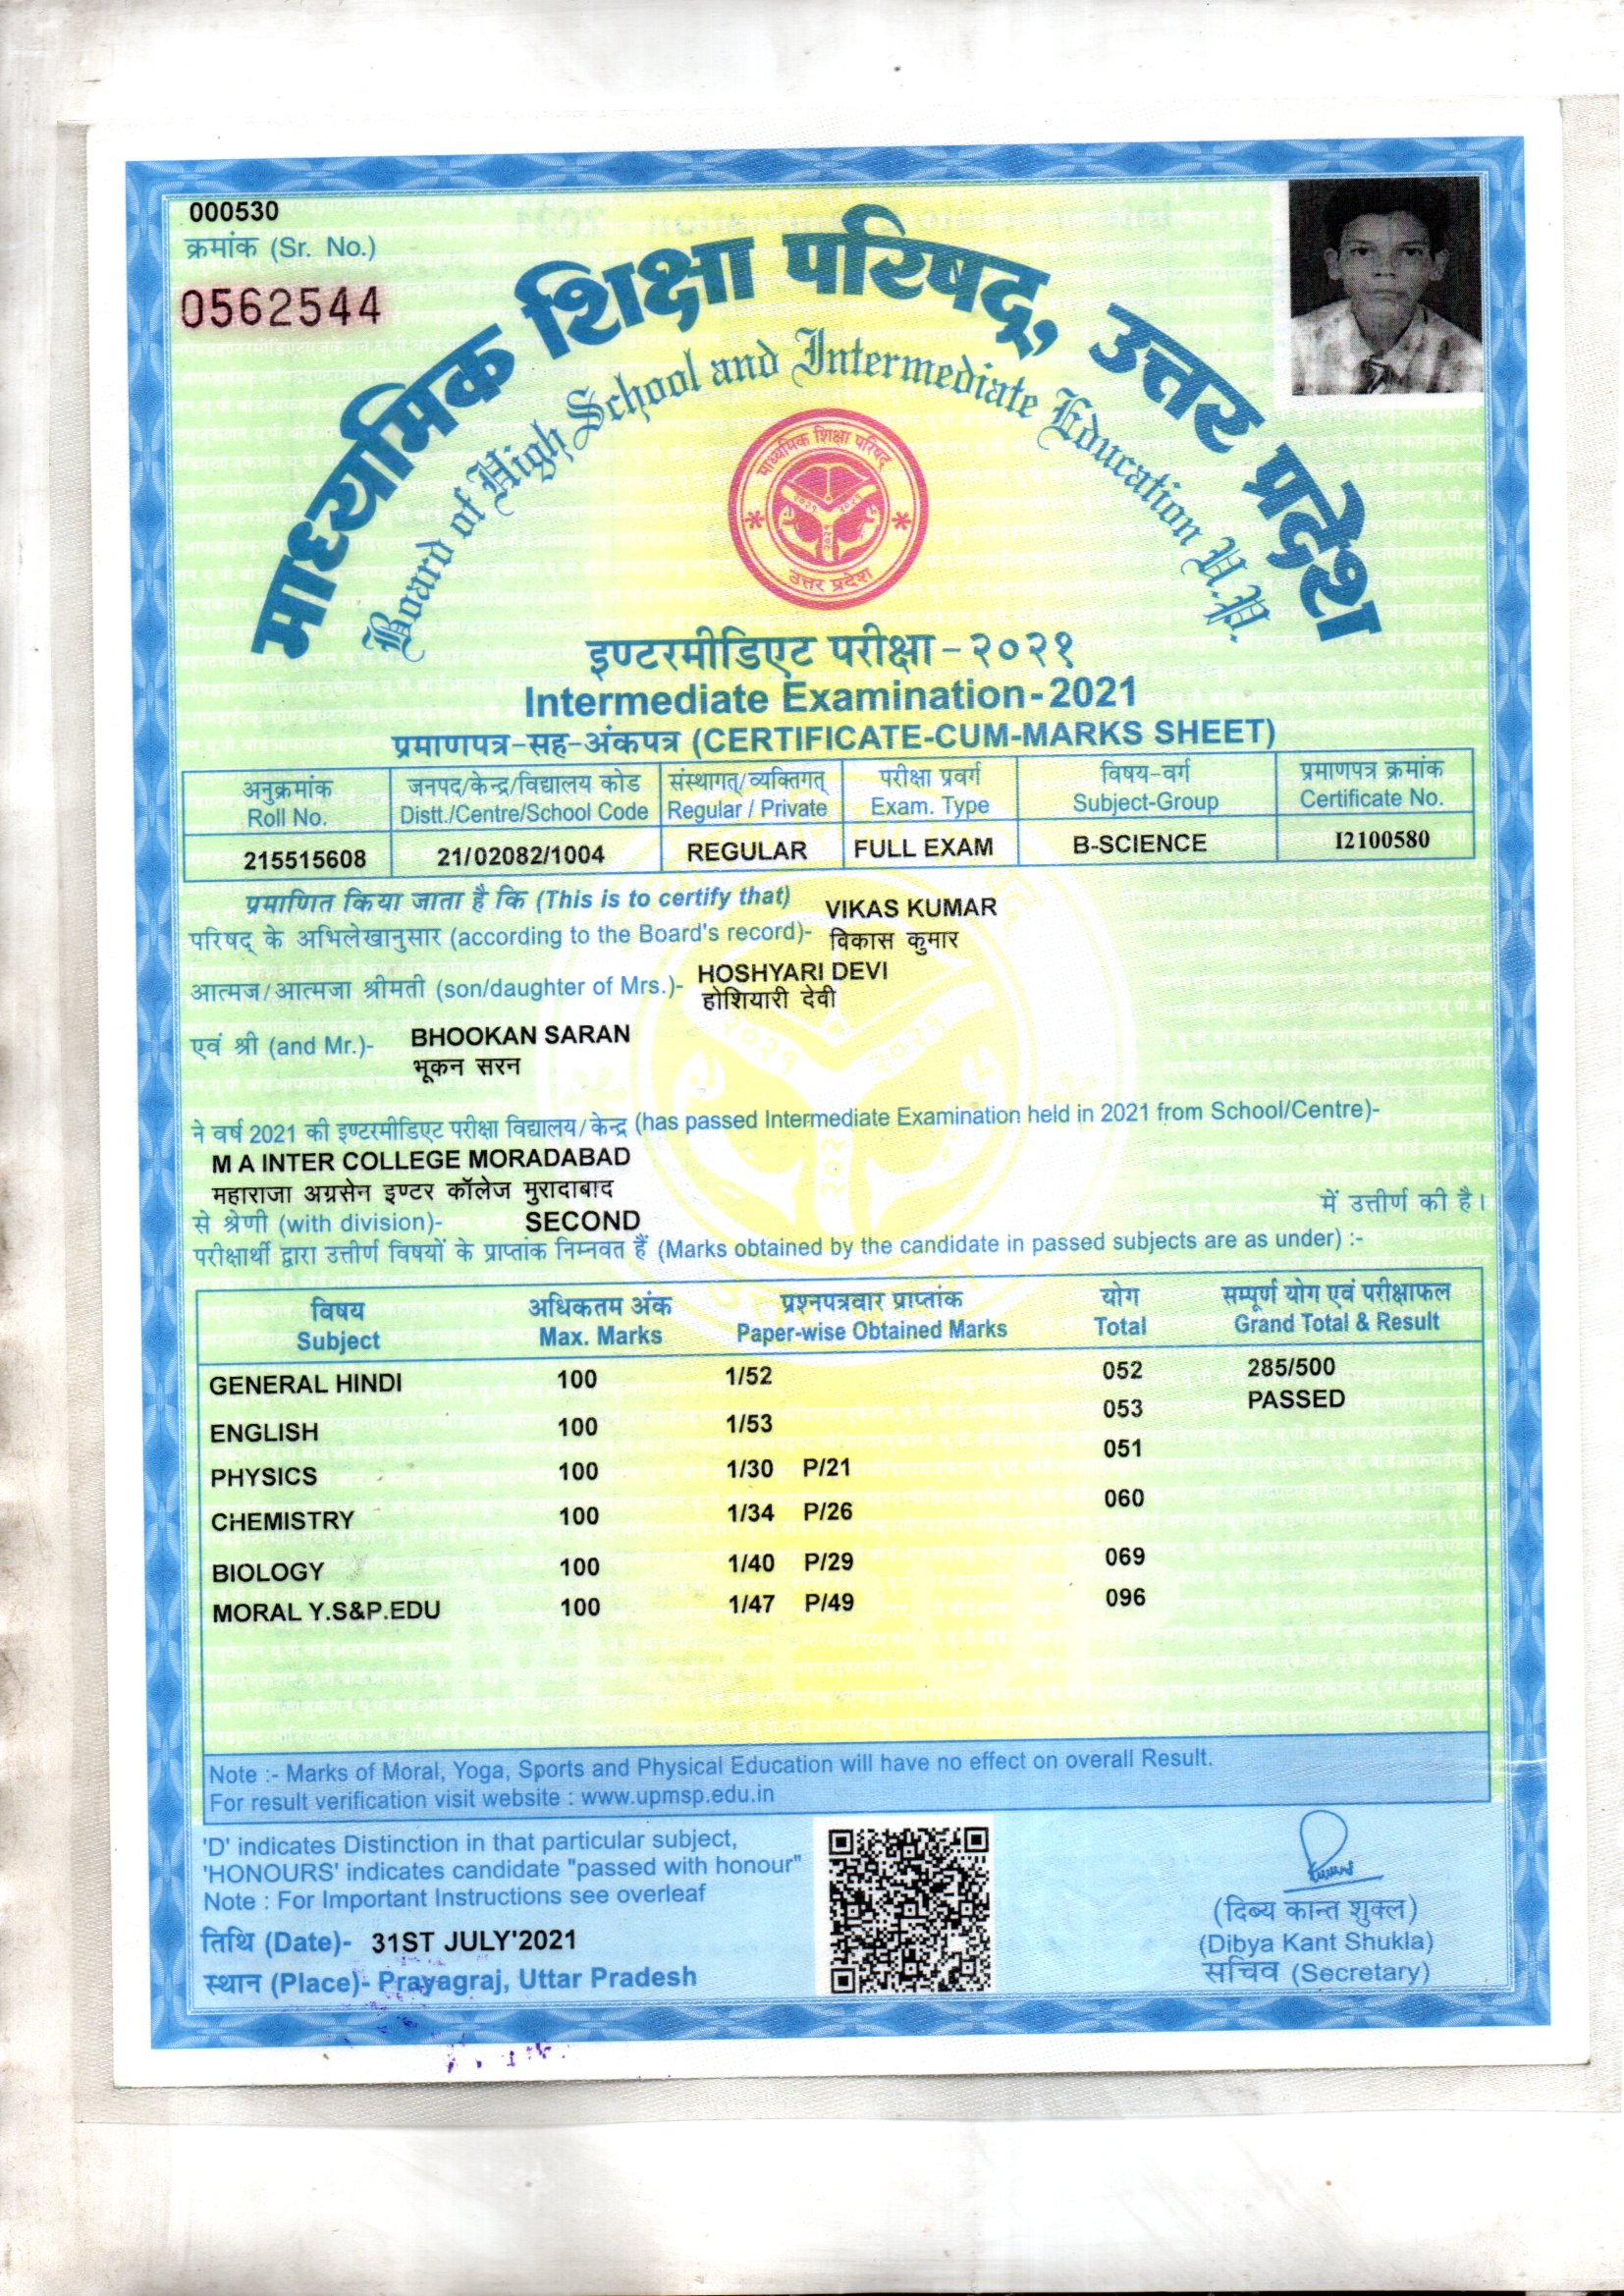 000530
क्रमांक (Sr. No.)
0562544
माध्यमिक शिक्षा परिषद्, उत्तर प्रदेश
Board of High School and Intermediate Education U.P.
माध्यमिक शिक्षा परिषद्
२०२१ २०२१
२०२१
उत्तर प्रदेश
इण्टरमीडिएट परीक्षा-२०२१
Intermediate Examination-2021
प्रमाणपत्र-सह-अंकपत्र (CERTIFICATE-CUM-MARKS SHEET)
अनुक्रमांक जनपद/केन्द्र/विद्यालय कोड संस्थागत्/व्यक्तिगत् परीक्षा प्रवर्ग विषय-वर्ग प्रमाणपत्र क्रमांक
Roll No. Distt./Centre/School Code Regular / Private Exam. Type Subject-Group Certificate No.
215515608 21/02082/1004 REGULAR FULL EXAM B-SCIENCE I2100580
प्रमाणित किया जाता है कि (This is to certify that) VIKAS KUMAR
परिषद् के अभिलेखानुसार (according to the Board's record)- विकास कुमार
आत्मज/आत्मजा श्रीमती (son/daughter of Mrs.)- HOSHYARI DEVI
होशियारी देवी
एवं श्री (and Mr.)- BHOOKAN SARAN
भूकन सरन
ने वर्ष 2021 की इण्टरमीडिएट परीक्षा विद्यालय/केन्द्र (has passed Intermediate Examination held in 2021 from School/Centre)-
M A INTER COLLEGE MORADABAD
महाराजा अग्रसेन इण्टर कॉलेज मुरादाबाद
से श्रेणी (with division)- SECOND में उत्तीर्ण की है।
परीक्षार्थी द्वारा उत्तीर्ण विषयों के प्राप्तांक निम्नवत हैं (Marks obtained by the candidate in passed subjects are as under) :-
विषय अधिकतम अंक प्रश्नपत्रवार प्राप्तांक योग सम्पूर्ण योग एवं परीक्षाफल
Subject Max. Marks Paper-wise Obtained Marks Total Grand Total & Result
GENERAL HINDI 100 1/52 052 285/500
PASSED
ENGLISH 100 1/53 053
PHYSICS 100 1/30 P/21 051
CHEMISTRY 100 1/34 P/26 060
BIOLOGY 100 1/40 P/29 069
MORAL Y.S&P.EDU 100 1/47 P/49 096
Note :- Marks of Moral, Yoga, Sports and Physical Education will have no effect on overall Result.
For result verification visit website : www.upmsp.edu.in
'D' indicates Distinction in that particular subject,
'HONOURS' indicates candidate "passed with honour"
Note : For Important Instructions see overleaf
तिथि (Date)- 31ST JULY'2021
स्थान (Place)- Prayagraj, Uttar Pradesh
(दिब्य कान्त शुक्ल)
(Dibya Kant Shukla)
सचिव (Secretary)